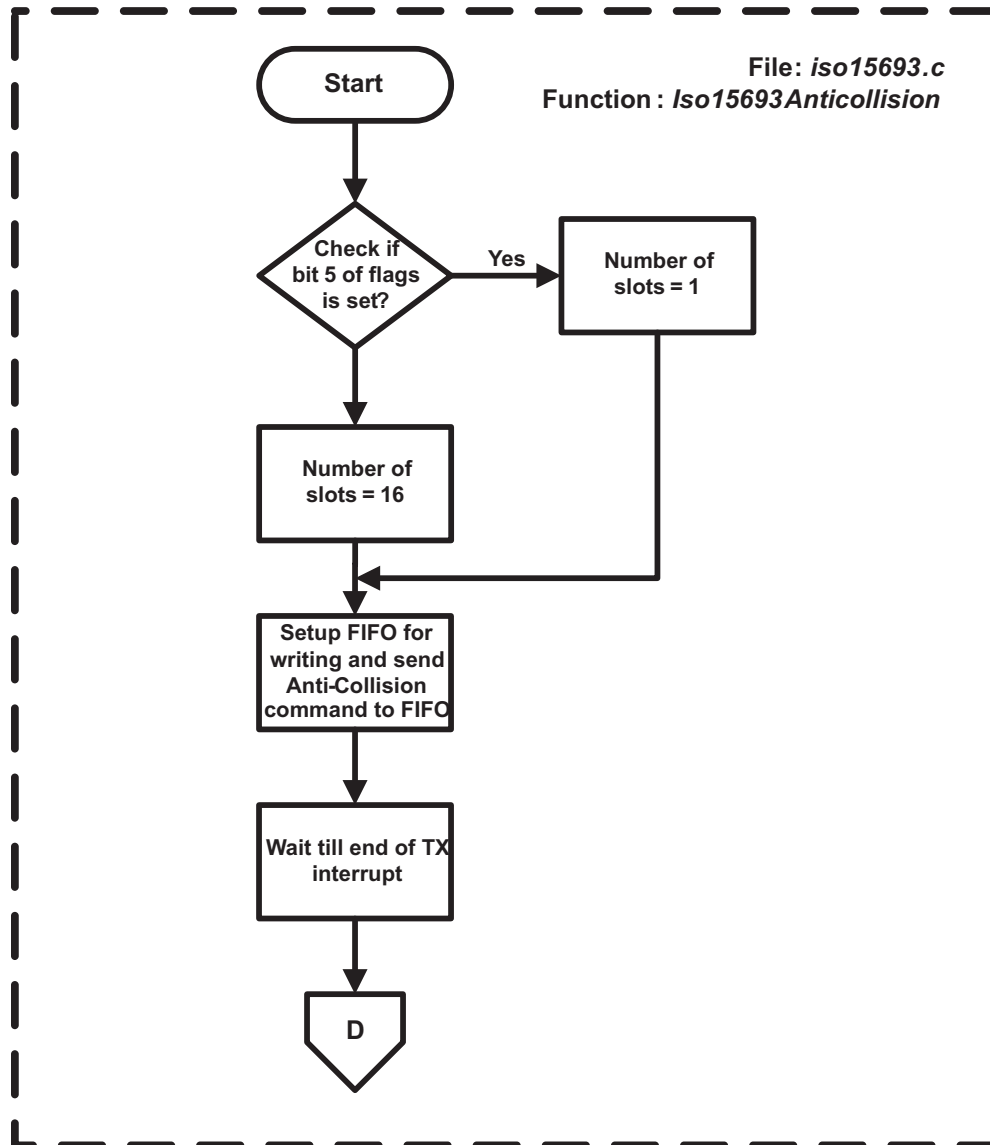 File: iso15693.c
Function : Iso15693Anticollision
Start
Check if
bit 5 of flags
is set?
Yes
Number of
slots = 1
Number of
slots = 16
Setup FIFO for
writing and send
Anti-Collision
command to FIFO
Wait till end of TX
interrupt
D